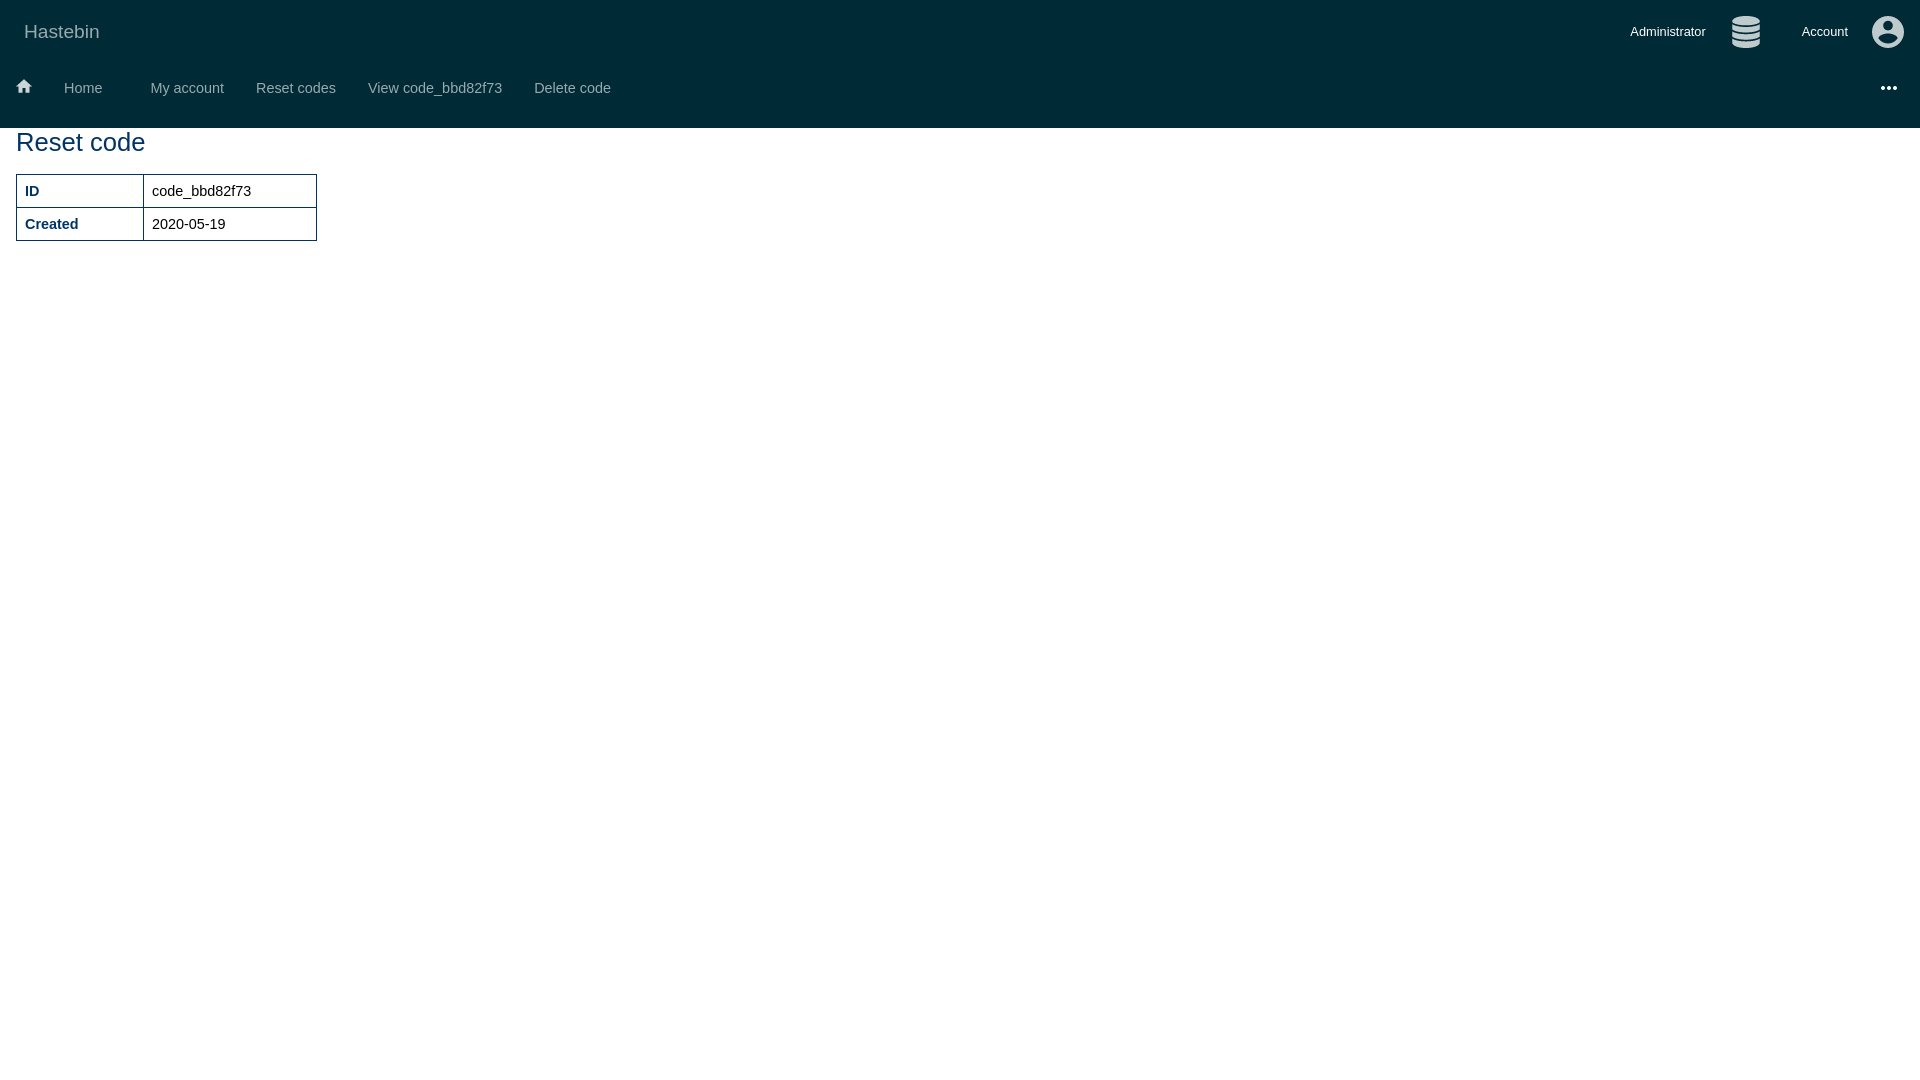 Hastebin
Administrator
Account
Home
My account
Reset codes
View code_bbd82f73
Delete code
Reset code
ID code_bbd82f73
Created 2020-05-19